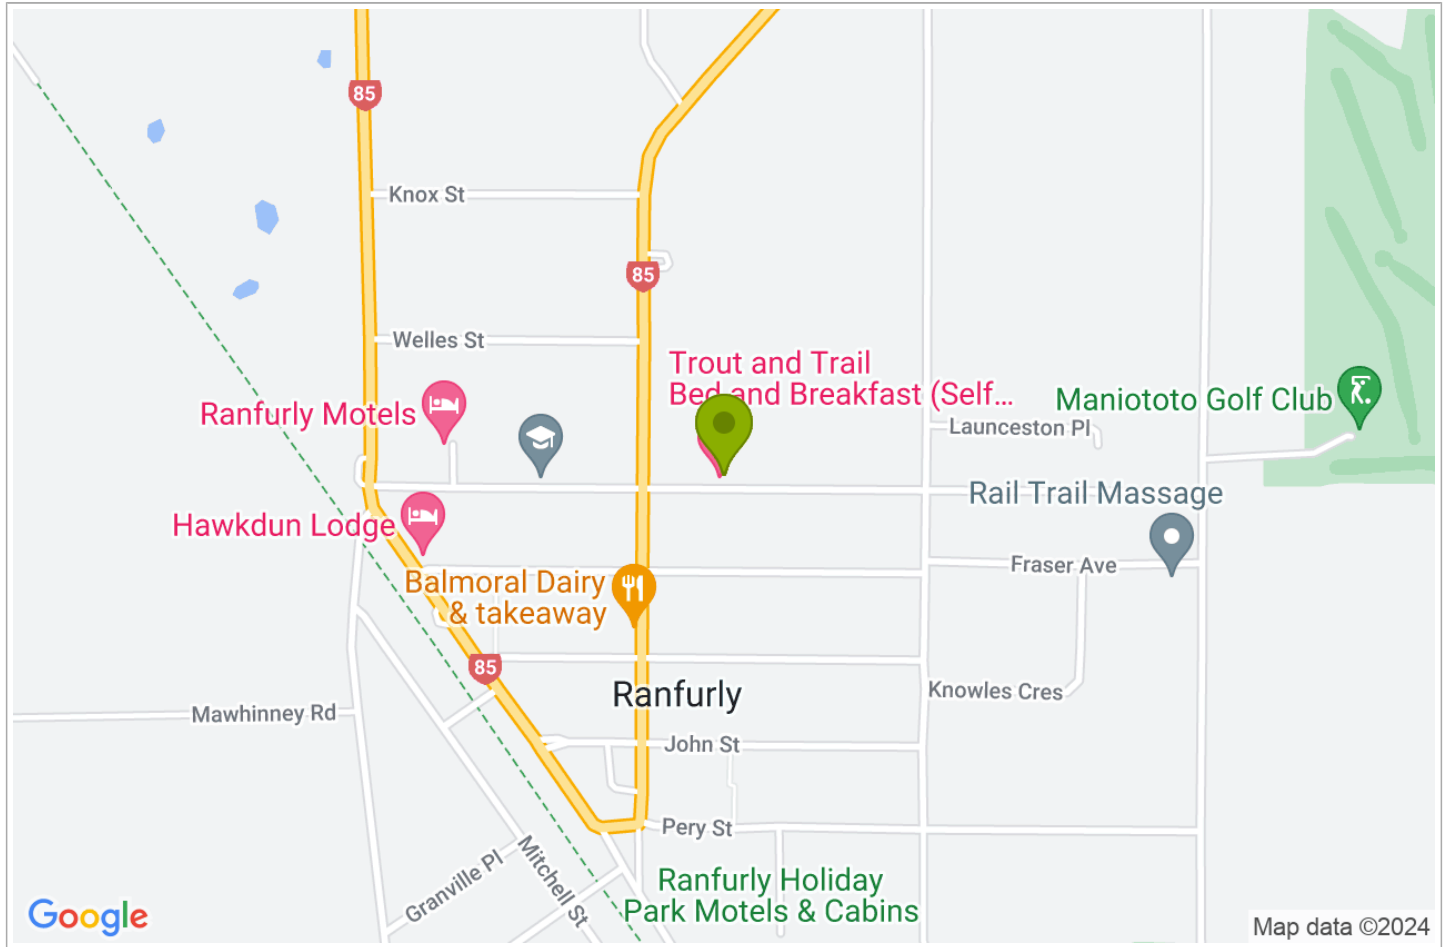 85
Knox St
85
Welles St
Trout and Trail
Bed and Breakfast (Self...
Ranfurly Motels
Maniototo Golf Club
Launceston Pl
Rail Trail Massage
Hawkdun Lodge
Fraser Ave
Balmoral Dairy
& takeaway
85
Ranfurly
Knowles Cres
Mawhinney Rd
John St
Pery St
Mitchell St
Granville Pl
Ranfurly Holiday
Park Motels & Cabins
Google
Map data ©2024